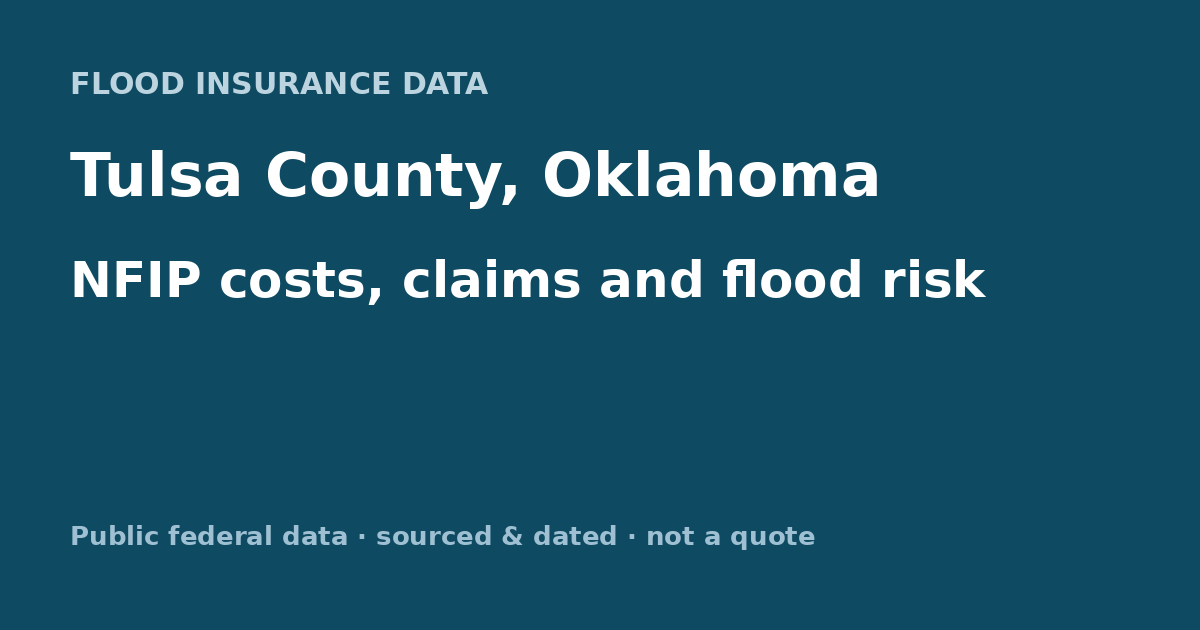 FLOOD INSURANCE DATA
Tulsa County, Oklahoma
NFIP costs, claims and flood risk
Public federal data · sourced & dated · not a quote